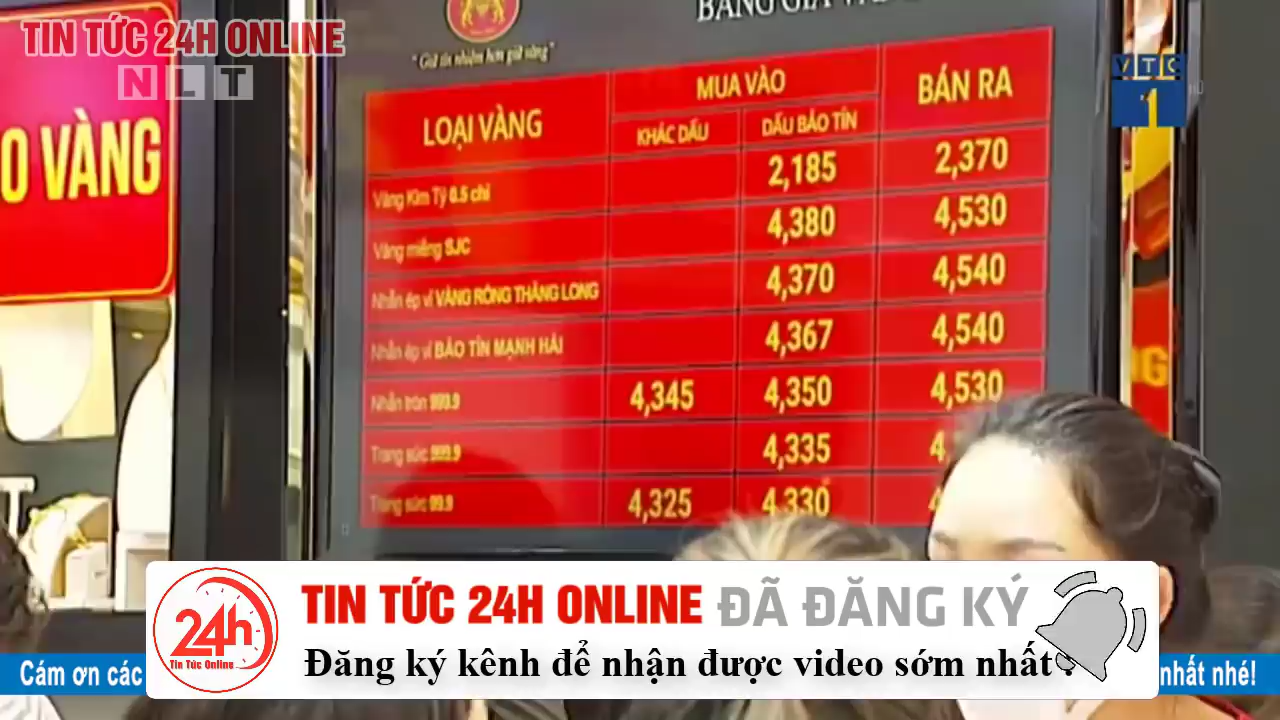 TIN TỨC 24H ONLINE
NLT
O VÀNG
BẢNG GIÁ
"Giữ tín nhiệm hơn giữ vàng"
VTC
1
LOẠI VÀNG
MUA VÀO
BÁN RA
KHÁC DẤU
DẤU BẢO TÍN
Vàng Kim Tỵ 0.5 chỉ 2,185 2,370
Vàng miếng SJC 4,380 4,530
Nhẫn ép vỉ VÀNG RỒNG THĂNG LONG 4,370 4,540
Nhẫn ép vỉ BẢO TÍN MẠNH HẢI 4,367 4,540
Nhẫn tròn 999.9 4,345 4,350 4,530
Trang sức 999.9 4,335 4,
Trang sức 99.9 4,325 4,330
24h
Tin Tức Online
TIN TỨC 24H ONLINE ĐÃ ĐĂNG KÝ
Đăng ký kênh để nhận được video sớm nhất
Cám ơn các
nhất nhé!